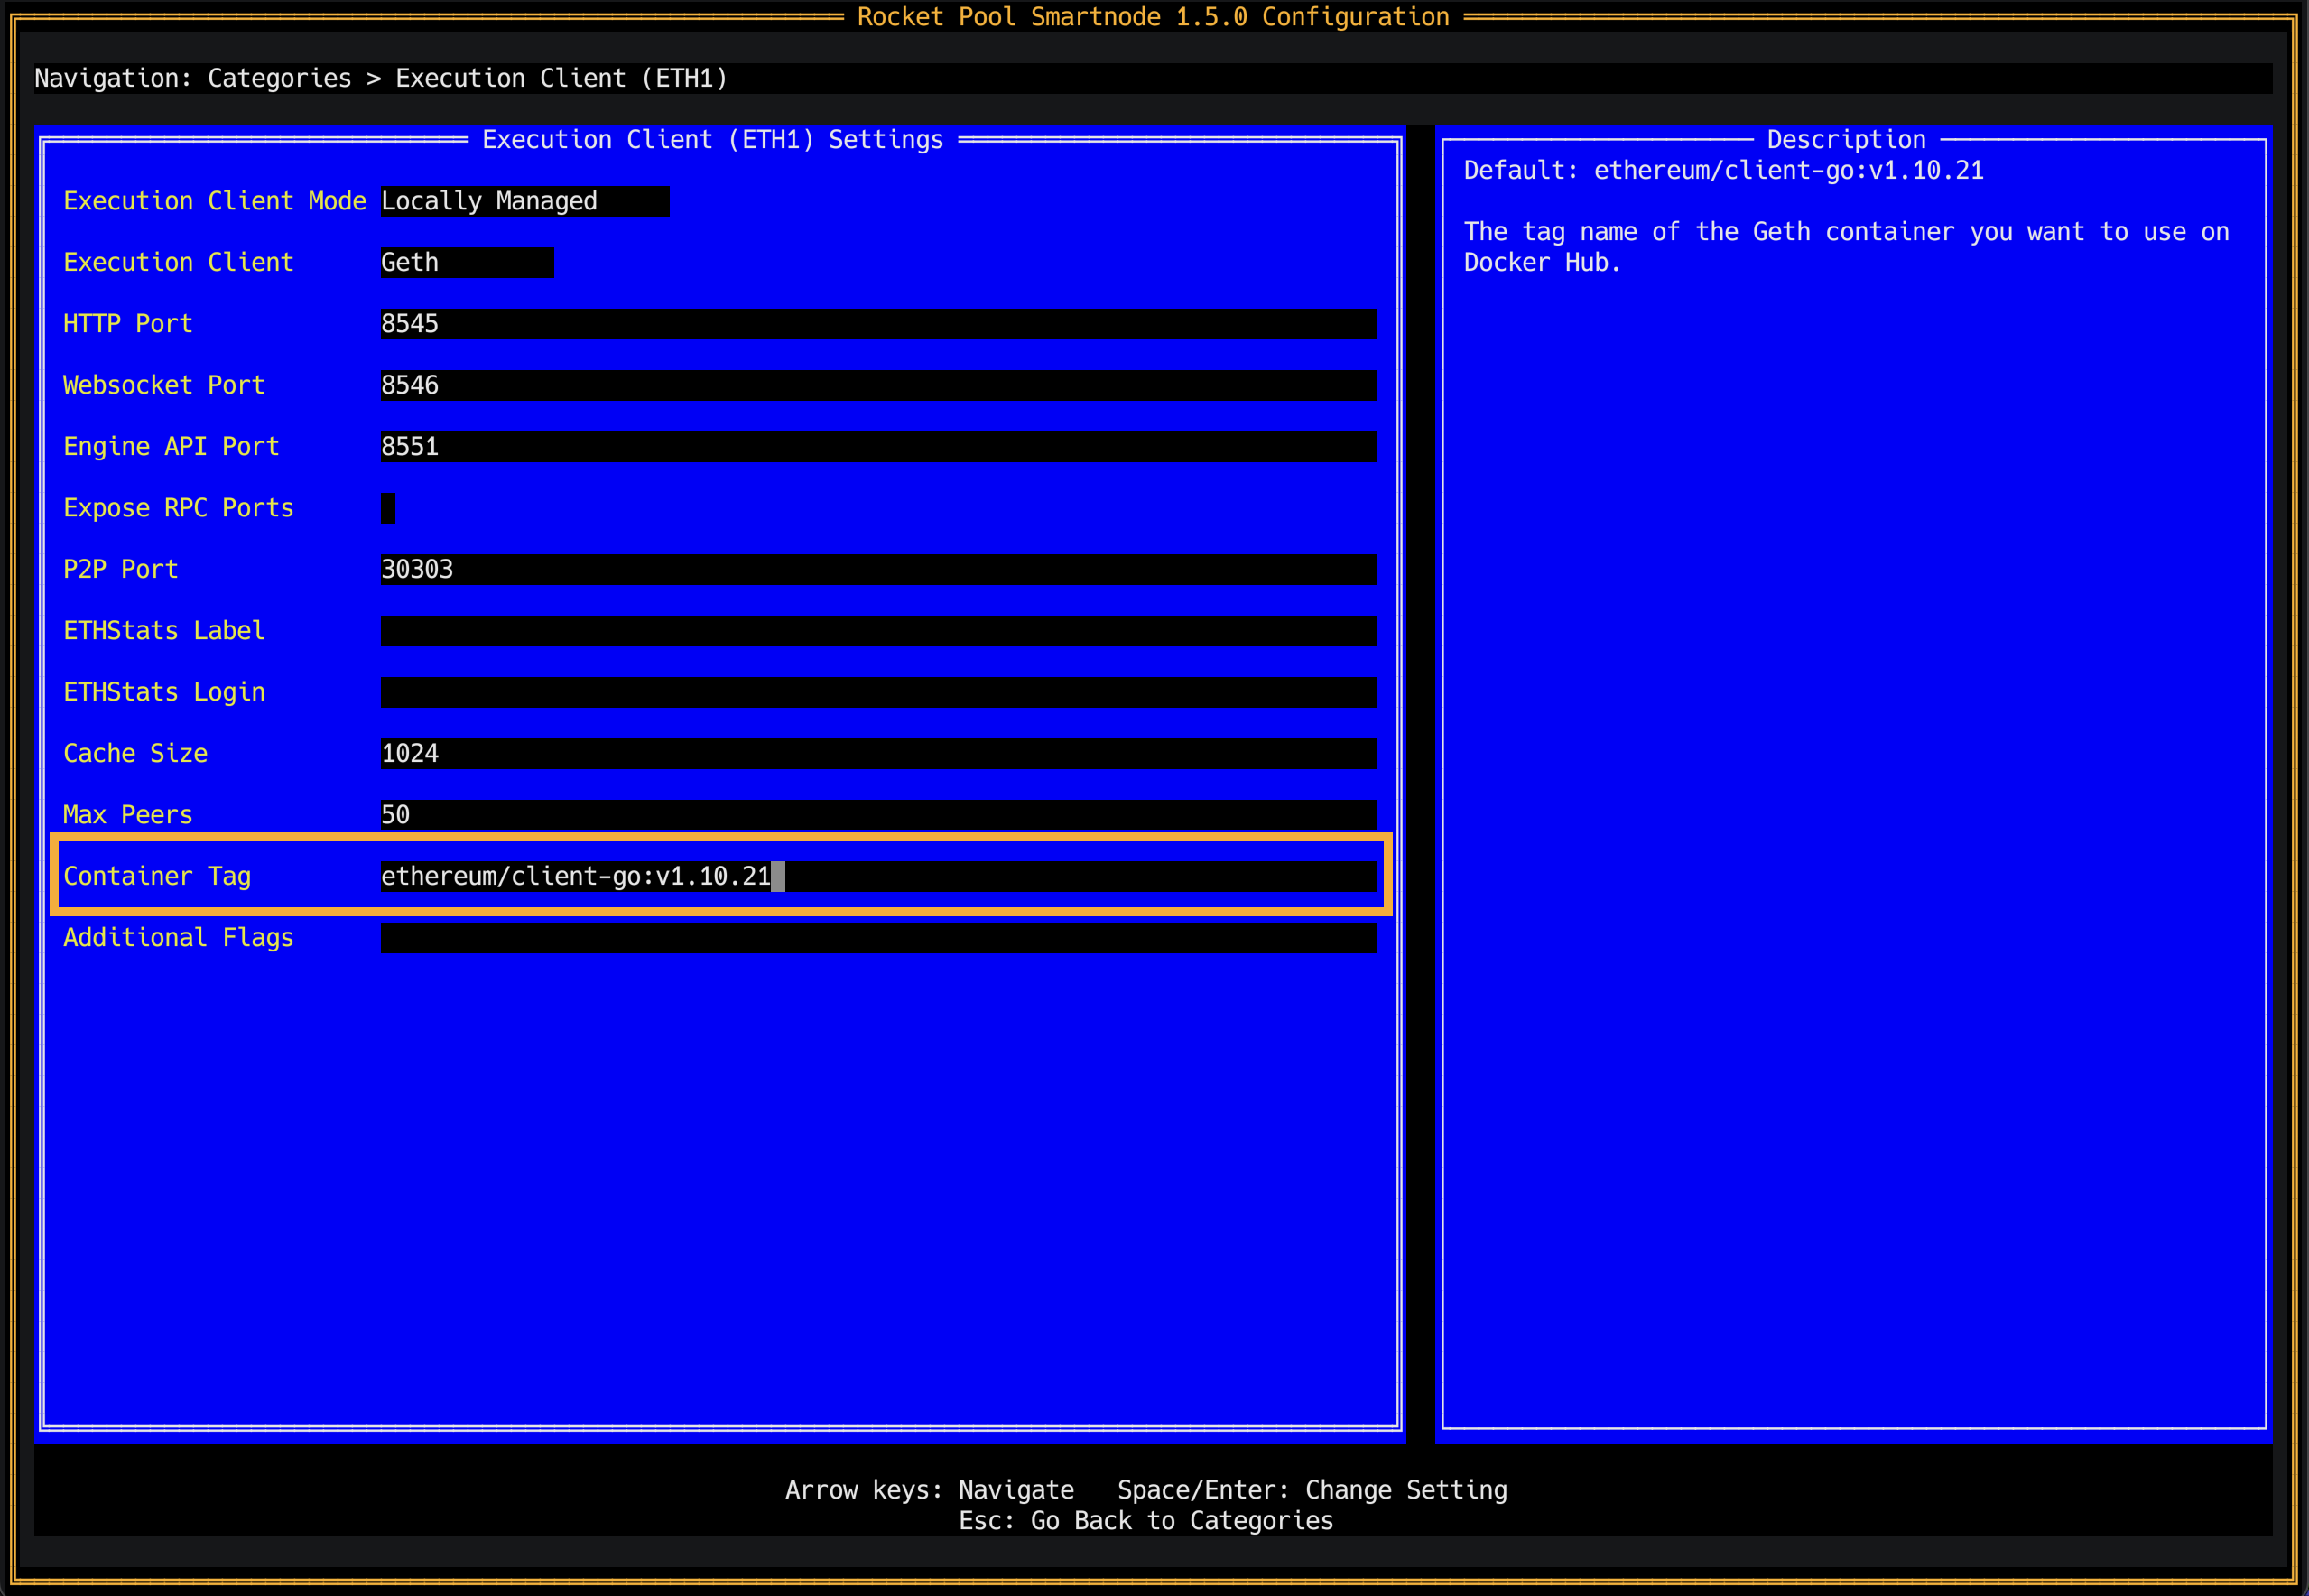 Rocket Pool Smartnode 1.5.0 Configuration
Navigation: Categories > Execution Client (ETH1)
Execution Client (ETH1) Settings
Execution Client Mode Locally Managed
Execution Client Geth
HTTP Port 8545
Websocket Port 8546
Engine API Port 8551
Expose RPC Ports
P2P Port 30303
ETHStats Label
ETHStats Login
Cache Size 1024
Max Peers 50
Container Tag ethereum/client-go:v1.10.21
Additional Flags
Description
Default: ethereum/client-go:v1.10.21
The tag name of the Geth container you want to use on
Docker Hub.
Arrow keys: Navigate Space/Enter: Change Setting
Esc: Go Back to Categories